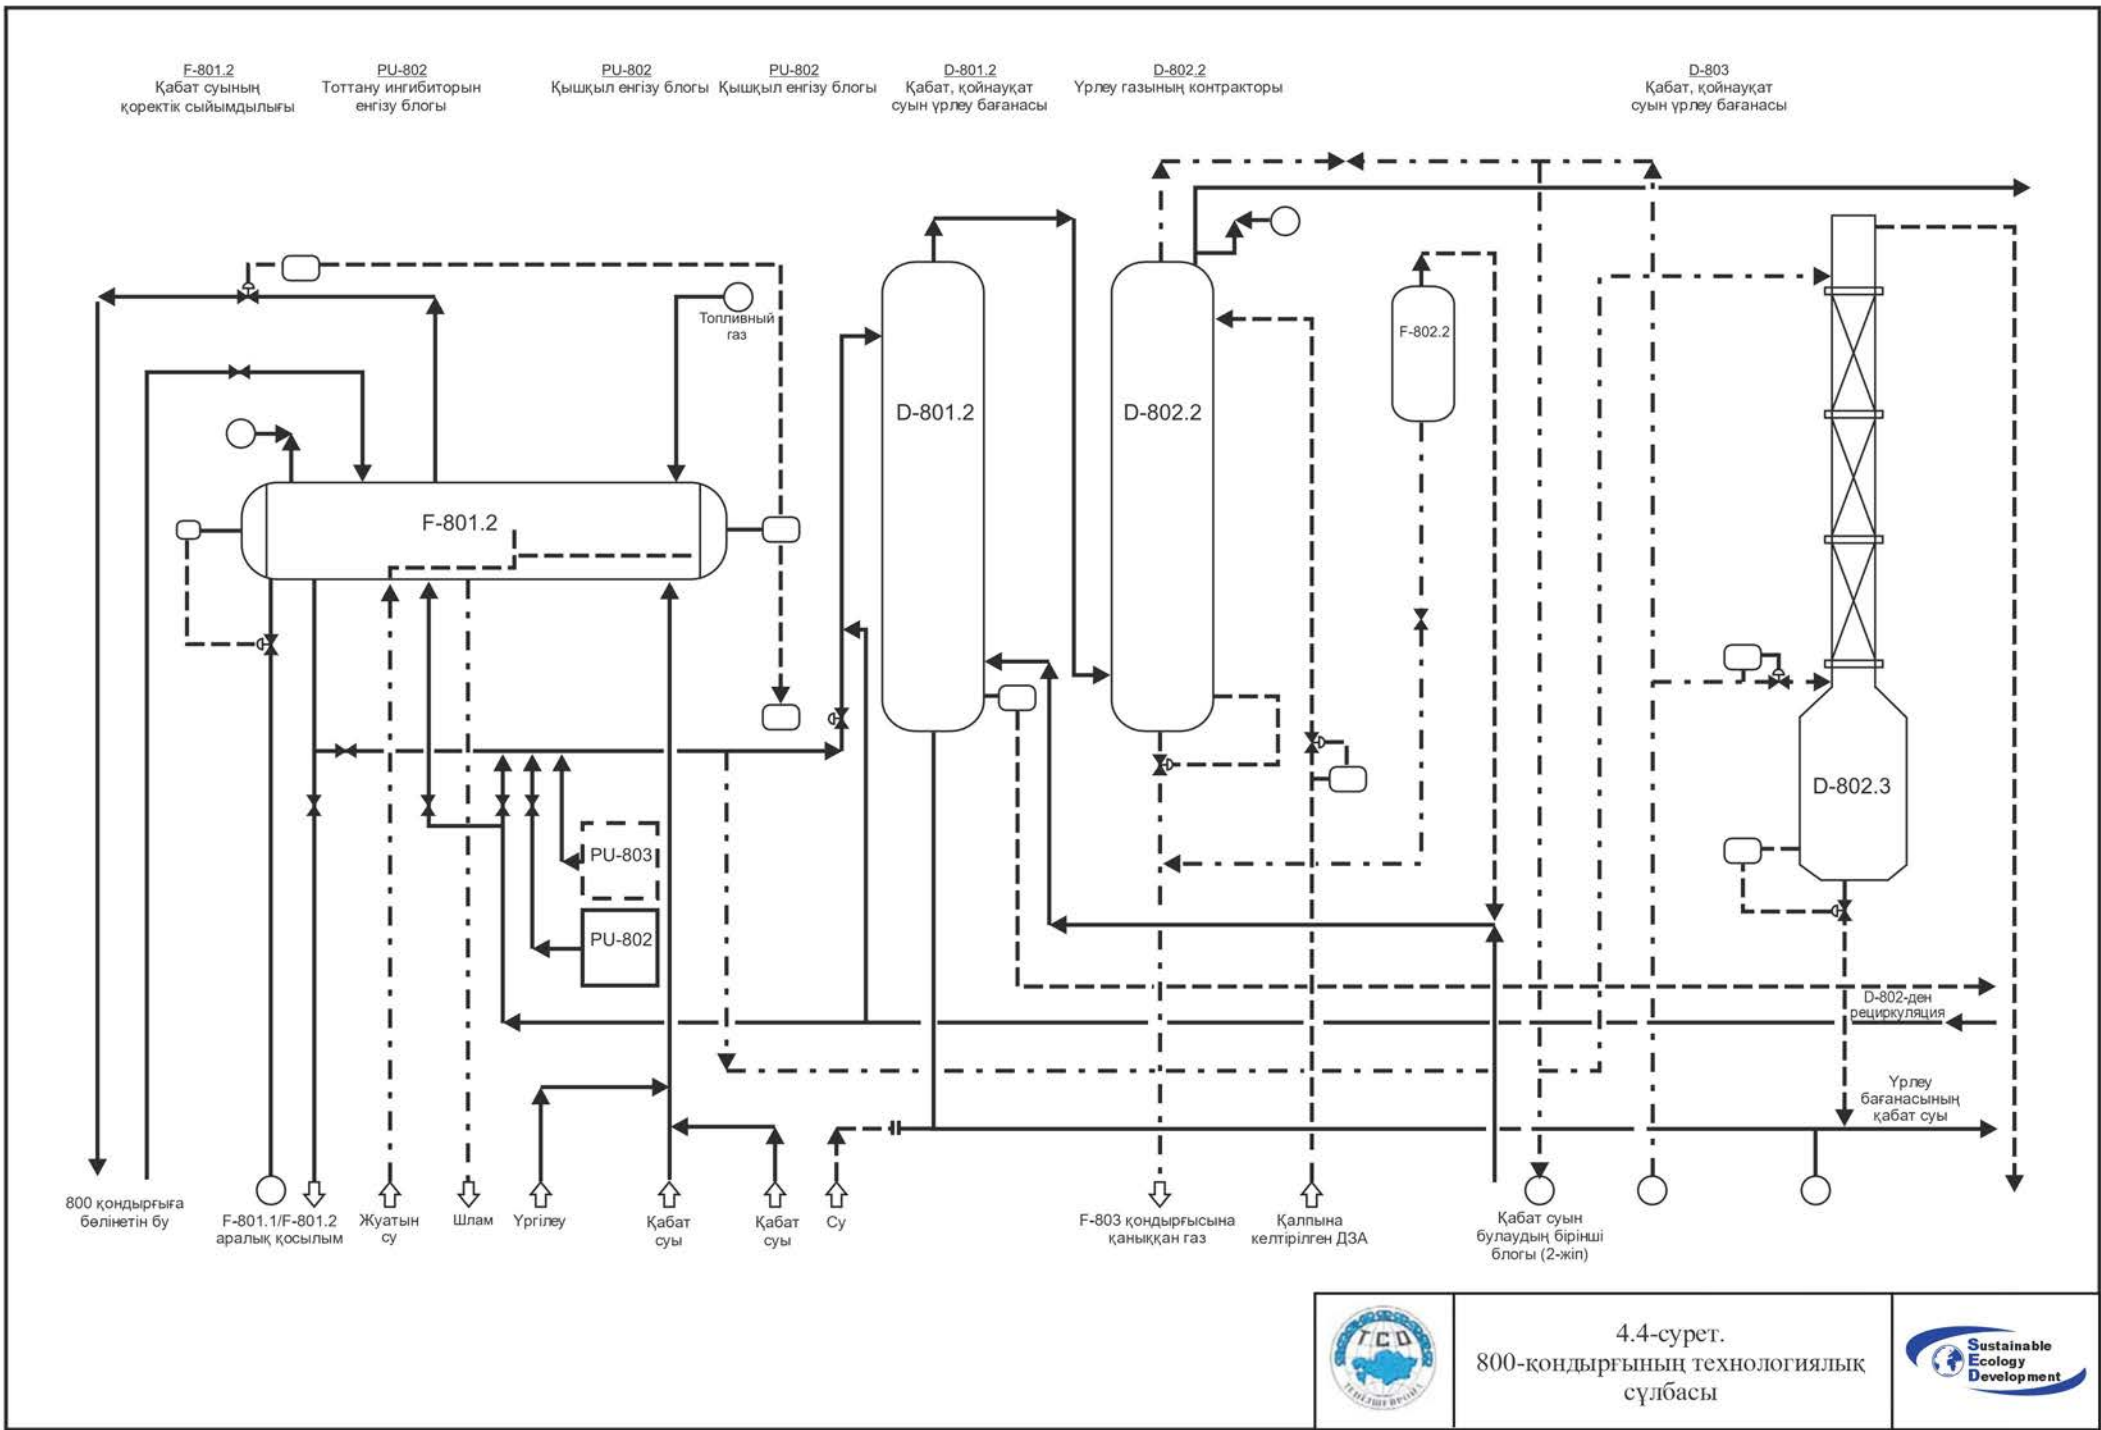 F-801.2
Қабат суының
қоректік сыйымдылығы
PU-802
Тоттану ингибиторын
енгізу блогы
PU-802
Қышқыл енгізу блогы
PU-802
Қышқыл енгізу блогы
D-801.2
Қабат, қойнауқат
суын үрлеу бағанасы
D-802.2
Үрлеу газының контракторы
D-803
Қабат, қойнауқат
суын үрлеу бағанасы
Топливный
газ
F-802.2
D-801.2
D-802.2
F-801.2
D-802.3
PU-803
PU-802
D-802-ден
рециркуляция
Үрлеу
бағанасының
қабат суы
800 қондырғыға
бөлінетін бу
F-801.1/F-801.2
аралық қосылым
Жуатын
су
Шлам
Үргілеу
Қабат
суы
Қабат
суы
Су
F-803 қондырғысына
қаныққан газ
Қалпына
келтірілген ДЗА
Қабат суын
булаудың бірінші
блогы (2-жіп)
4.4-сурет.
800-қондырғының технологиялық
сұлбасы
Sustainable
Ecology
Development